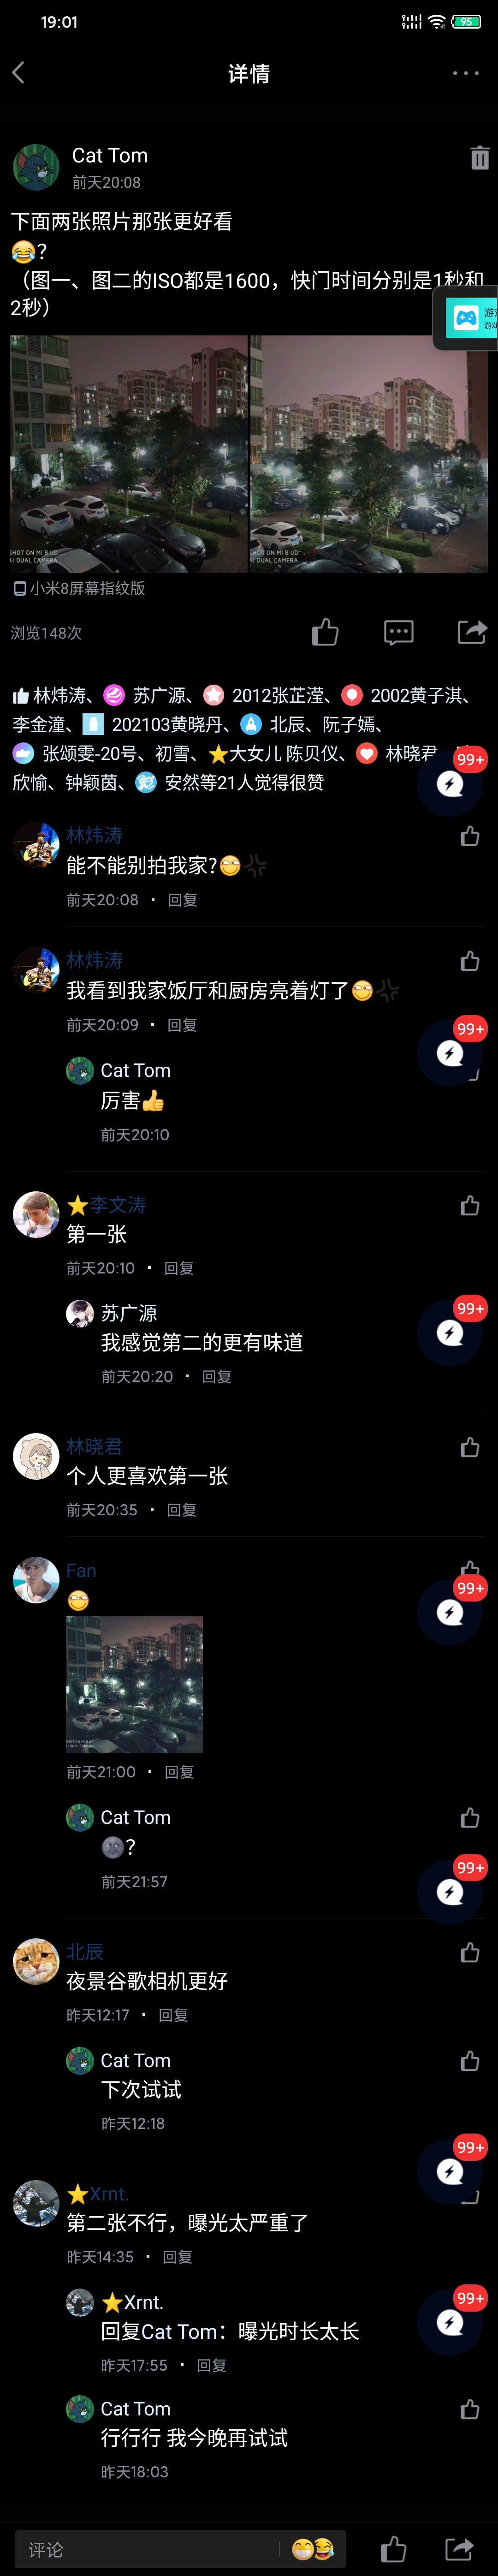 19:01
95
详情
Cat Tom
前天20:08
下面两张照片那张更好看
😂？
（图一、图二的ISO都是1600，快门时间分别是1秒和
2秒）
SHOT ON MI 8 UD
AI DUAL CAMERA
SHOT ON MI 8 UD
AI DUAL CAMERA
小米8屏幕指纹版
浏览148次
林炜涛、 苏广源、 2012张芷滢、 2002黄子淇、
李金潼、 202103黄晓丹、 北辰、阮子嫣、
张颂雯-20号、初雪、⭐大女儿 陈贝仪、 林晓君
99+
欣愉、钟颖茵、 安然等21人觉得很赞
林炜涛
能不能别拍我家?
前天20:08 · 回复
林炜涛
我看到我家饭厅和厨房亮着灯了
前天20:09 · 回复
99+
Cat Tom
厉害👍
前天20:10
⭐李文涛
第一张
前天20:10 · 回复
苏广源
99+
我感觉第二的更有味道
前天20:20 · 回复
林晓君
个人更喜欢第一张
前天20:35 · 回复
Fan
99+
SHOT ON MI 8 UD
AI DUAL CAMERA
前天21:00 · 回复
Cat Tom
🌚？
99+
前天21:57
北辰
夜景谷歌相机更好
昨天12:17 · 回复
Cat Tom
下次试试
昨天12:18
99+
⭐Xrnt.
第二张不行，曝光太严重了
昨天14:35 · 回复
99+
⭐Xrnt.
回复Cat Tom：曝光时长太长
昨天17:55 · 回复
Cat Tom
行行行 我今晚再试试
昨天18:03
评论